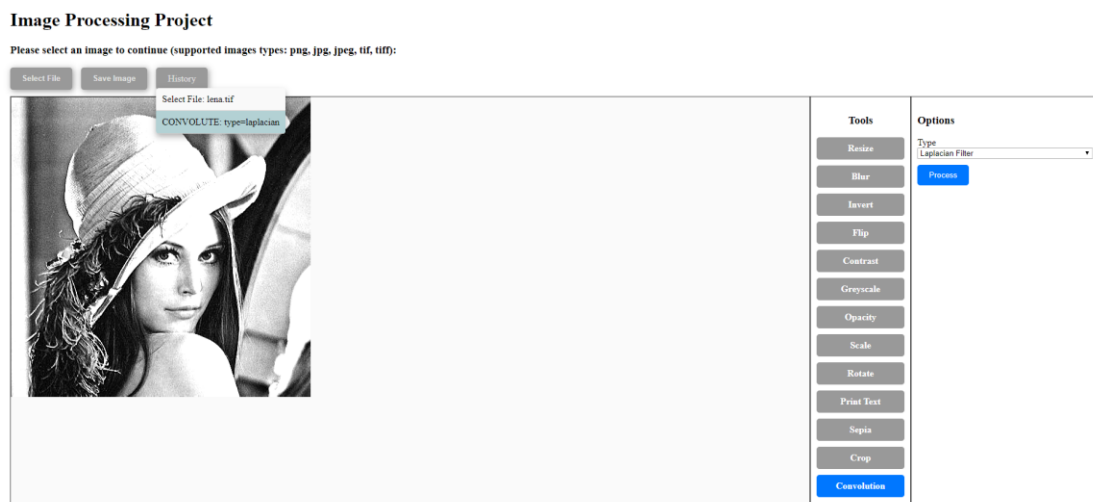 Image Processing Project
Please select an image to continue (supported images types: png, jpg, jpeg, tif, tiff):
Select File
Save Image
History
Select File: lena.tif
CONVOLUTE: type=laplacian
Tools
Resize
Blur
Invert
Flip
Contrast
Greyscale
Opacity
Scale
Rotate
Print Text
Sepia
Crop
Convolution
Options
Type
Laplacian Filter
Process